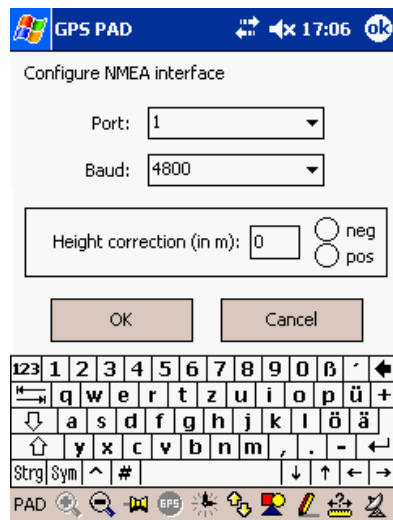 GPS PAD 17:06 ok
Configure NMEA interface
Port: 1
Baud: 4800
Height correction (in m): 0 neg
pos
OK Cancel
123 1 2 3 4 5 6 7 8 9 0 ß ´
q w e r t z u i o p ü +
a s d f g h j k l ö ä
y x c v b n m , . -
Strg Sym ^ #
PAD GPS